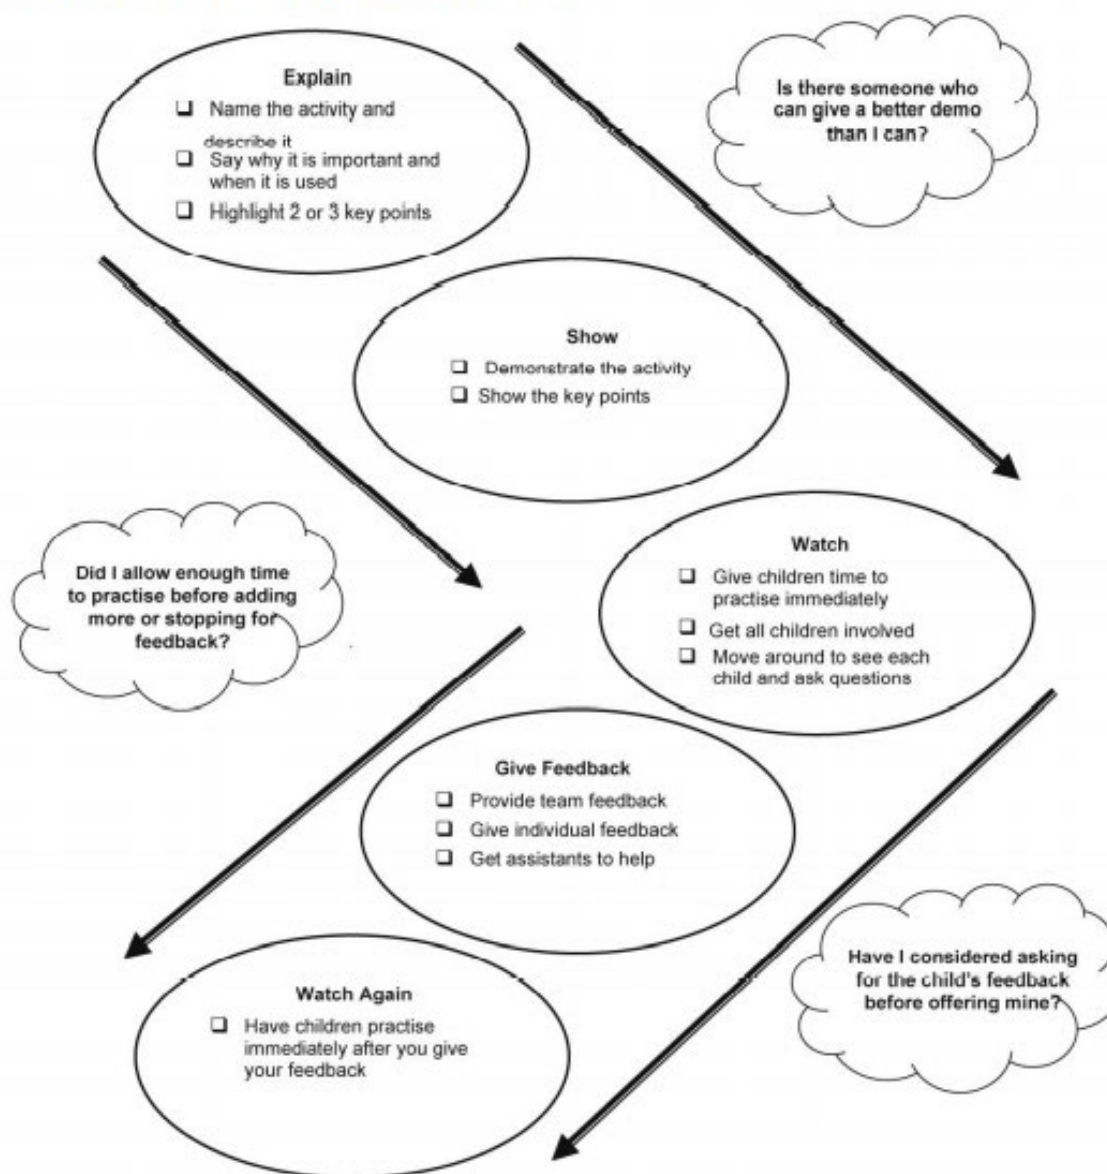 Explain
❑ Name the activity and
describe it
❑ Say why it is important and
when it is used
❑ Highlight 2 or 3 key points
Is there someone who
can give a better demo
than I can?
Show
❑ Demonstrate the activity
❑ Show the key points
Did I allow enough time
to practise before adding
more or stopping for
feedback?
Watch
❑ Give children time to
practise immediately
❑ Get all children involved
❑ Move around to see each
child and ask questions
Give Feedback
❑ Provide team feedback
❑ Give individual feedback
❑ Get assistants to help
Have I considered asking
for the child's feedback
before offering mine?
Watch Again
❑ Have children practise
immediately after you give
your feedback